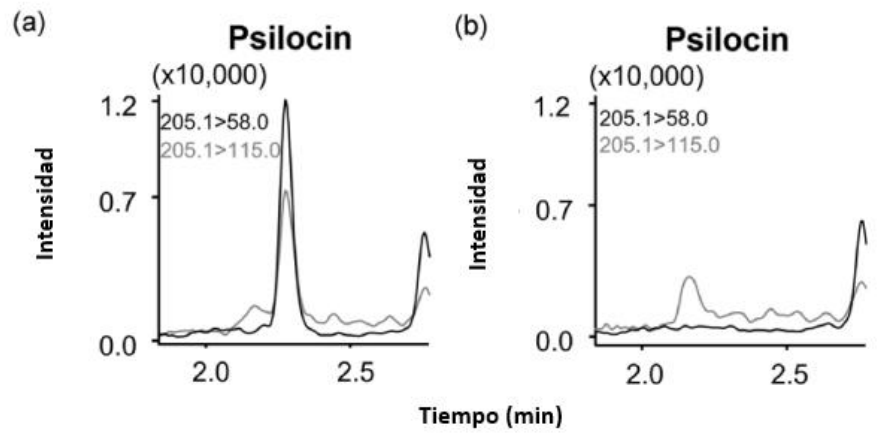 (a)
Psilocin
(x10,000)
1.2
205.1>58.0
205.1>115.0
0.7
0.0
2.0
2.5
Intensidad
(b)
Psilocin
(x10,000)
1.2
205.1>58.0
205.1>115.0
0.7
0.0
2.0
2.5
Intensidad
Tiempo (min)